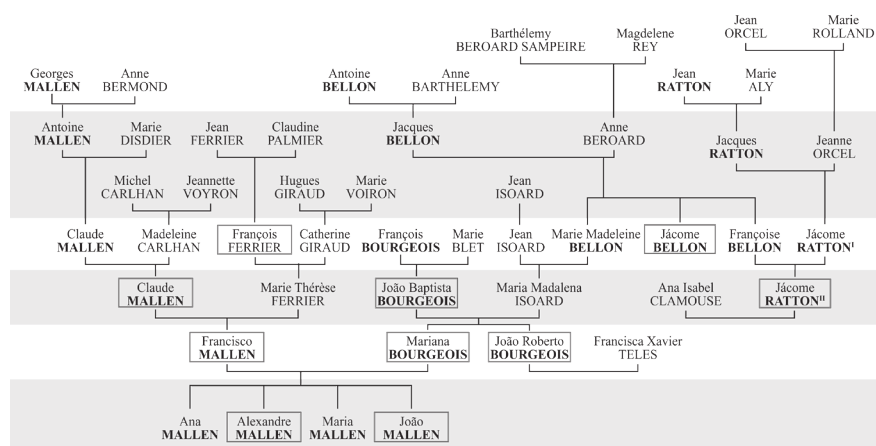 Jean
ORCEL
Marie
ROLLAND
Barthélemy
BEROARD SAMPEIRE
Magdelene
REY
Georges
MALLEN
Anne
BERMOND
Antoine
BELLON
Anne
BARTHELEMY
Jean
RATTON
Marie
ALY
Antoine
MALLEN
Marie
DISDIER
Jean
FERRIER
Claudine
PALMIER
Jacques
BELLON
Anne
BEROARD
Jacques
RATTON
Jeanne
ORCEL
Michel
CARLHAN
Jeannette
VOYRON
Hugues
GIRAUD
Marie
VOIRON
Jean
ISOARD
Claude
MALLEN
Madeleine
CARLHAN
François
FERRIER
Catherine
GIRAUD
François
BOURGEOIS
Marie
BLET
Jean
ISOARD
Marie Madeleine
BELLON
Jácome
BELLON
Françoise
BELLON
Jácome
RATTONᴵ
Claude
MALLEN
Marie Thérèse
FERRIER
João Baptista
BOURGEOIS
Maria Madalena
ISOARD
Ana Isabel
CLAMOUSE
Jácome
RATTONᴵᴵ
Francisco
MALLEN
Mariana
BOURGEOIS
João Roberto
BOURGEOIS
Francisca Xavier
TELES
Ana
MALLEN
Alexandre
MALLEN
Maria
MALLEN
João
MALLEN